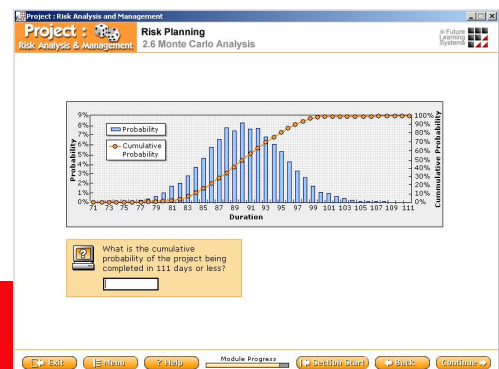 Project : Risk Analysis and Management
Project :
Risk Analysis & Management
Risk Planning
2.6 Monte Carlo Analysis
© Future
Learning
Systems
9%
8%
7%
6%
5%
4%
3%
2%
1%
0%
Probability
Probability
Cumulative
Probability
100%
90%
80%
70%
60%
50%
40%
30%
20%
10%
0%
Cummulative Probability
71 73 75 77 79 81 83 85 87 89 91 93 95 97 99 101 103 105 107 109 111
Duration
What is the cumulative
probability of the project being
completed in 111 days or less?
Exit
Menu
? Help
Module Progress
Section Start
Back
Continue